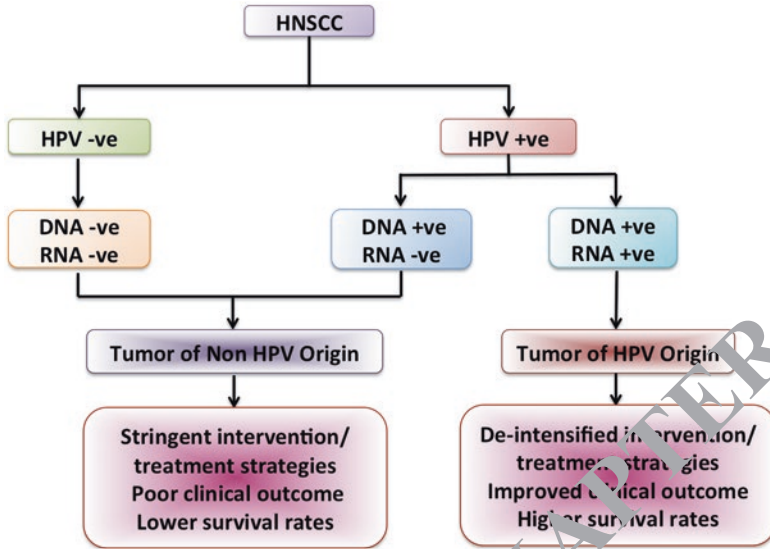 HNSCC
HPV -ve
HPV +ve
DNA -ve
RNA -ve
DNA +ve
RNA -ve
DNA +ve
RNA +ve
Tumor of Non HPV Origin
Tumor of HPV Origin
Stringent intervention/
treatment strategies
Poor clinical outcome
Lower survival rates
De-intensified intervention/
treatment strategies
Improved clinical outcome
Higher survival rates